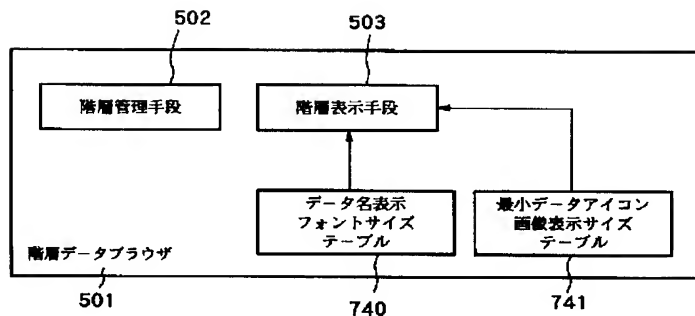 502
503
階層管理手段
階層表示手段
データ名表示
フォントサイズ
テーブル
最小データアイコン
画像表示サイズ
テーブル
階層データブラウザ
501
740
741